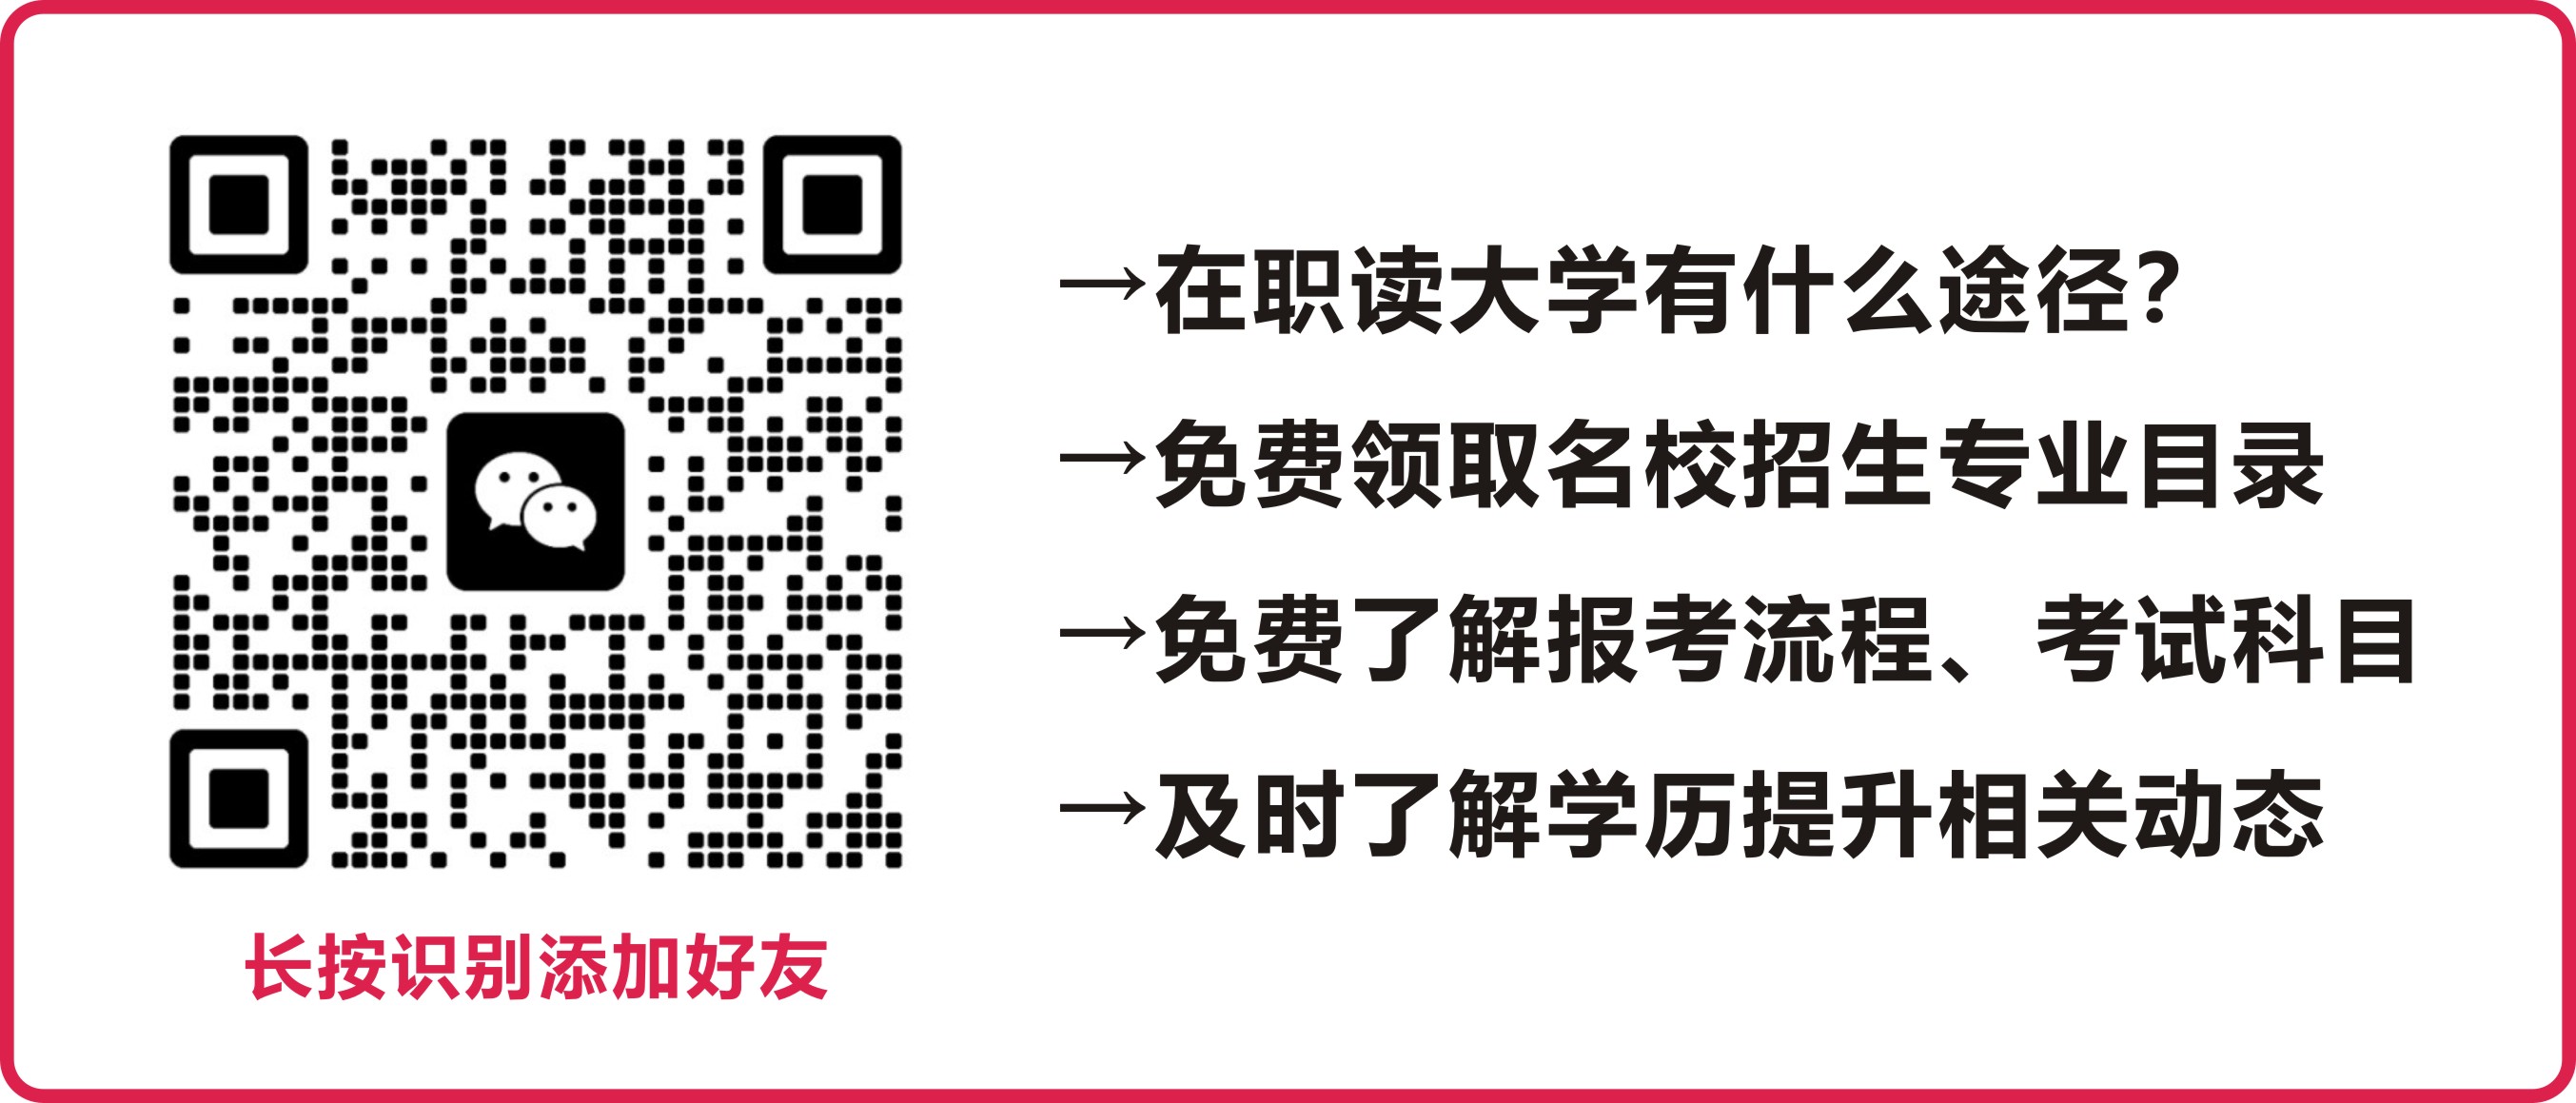 →在职读大学有什么途径？
→免费领取名校招生专业目录
→免费了解报考流程、考试科目
→及时了解学历提升相关动态
长按识别添加好友